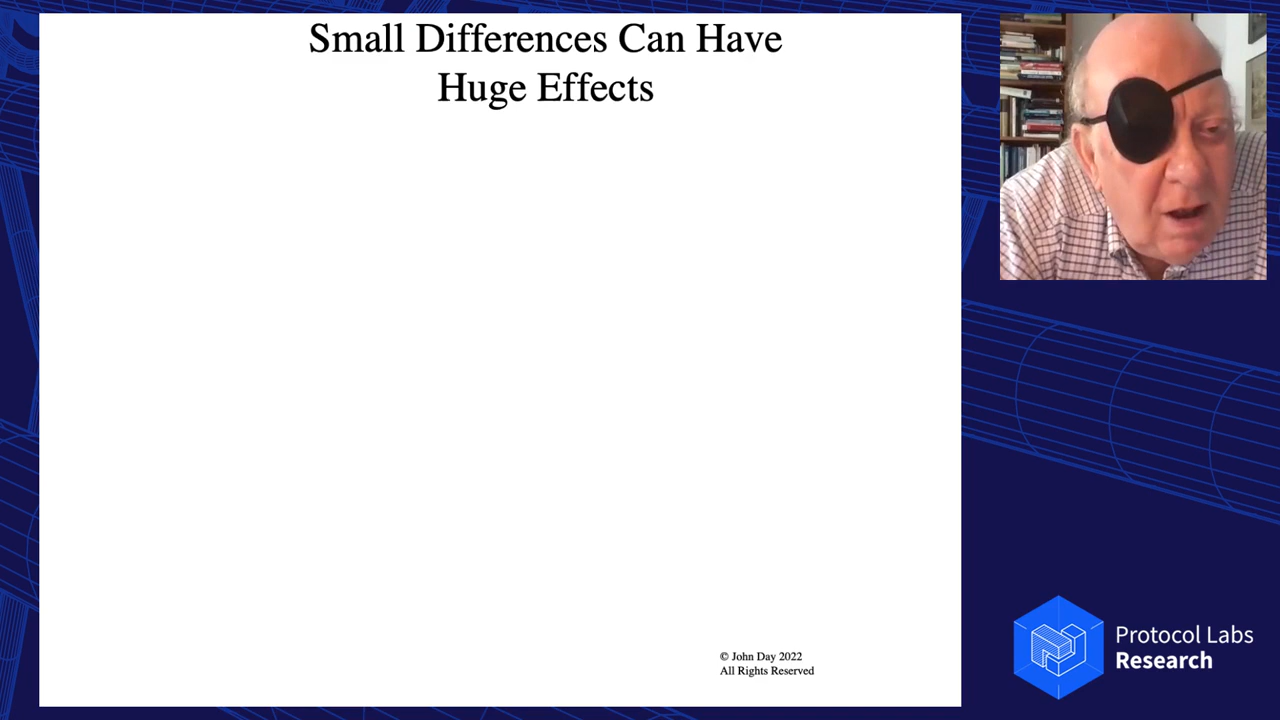 Small Differences Can Have
Huge Effects
© John Day 2022
All Rights Reserved
Protocol Labs
Research